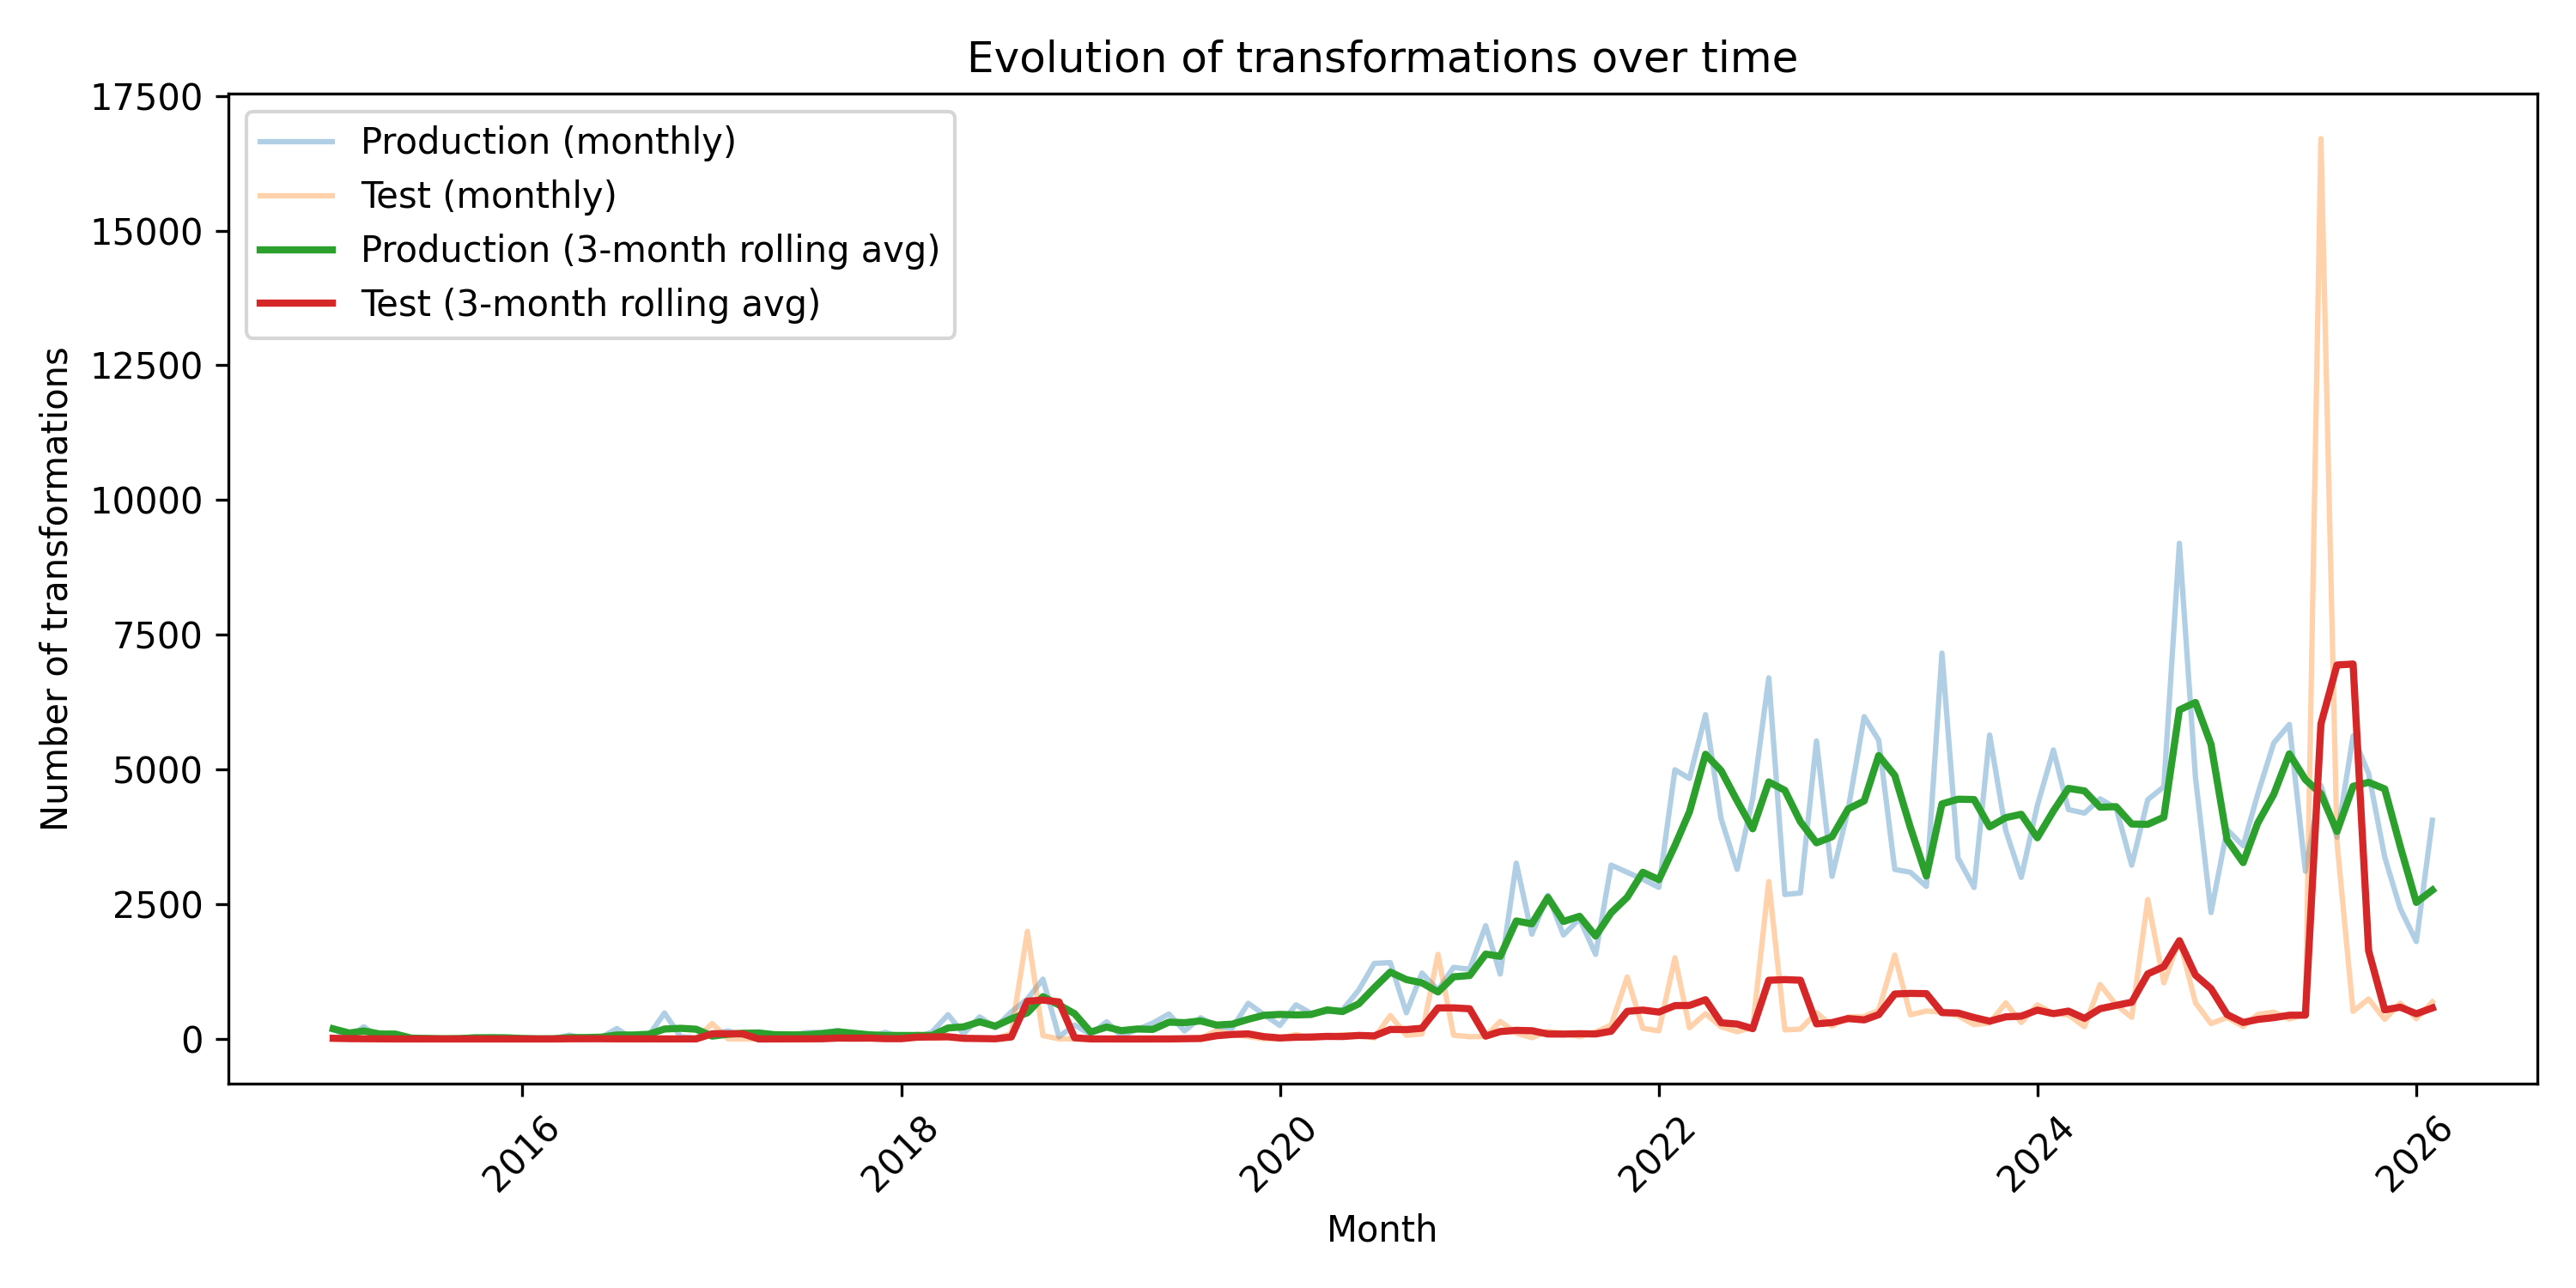 Evolution of transformations over time
17500
15000
12500
10000
7500
5000
2500
0
Number of transformations
Production (monthly)
Test (monthly)
Production (3-month rolling avg)
Test (3-month rolling avg)
2016
2018
2020
2022
2024
2026
Month